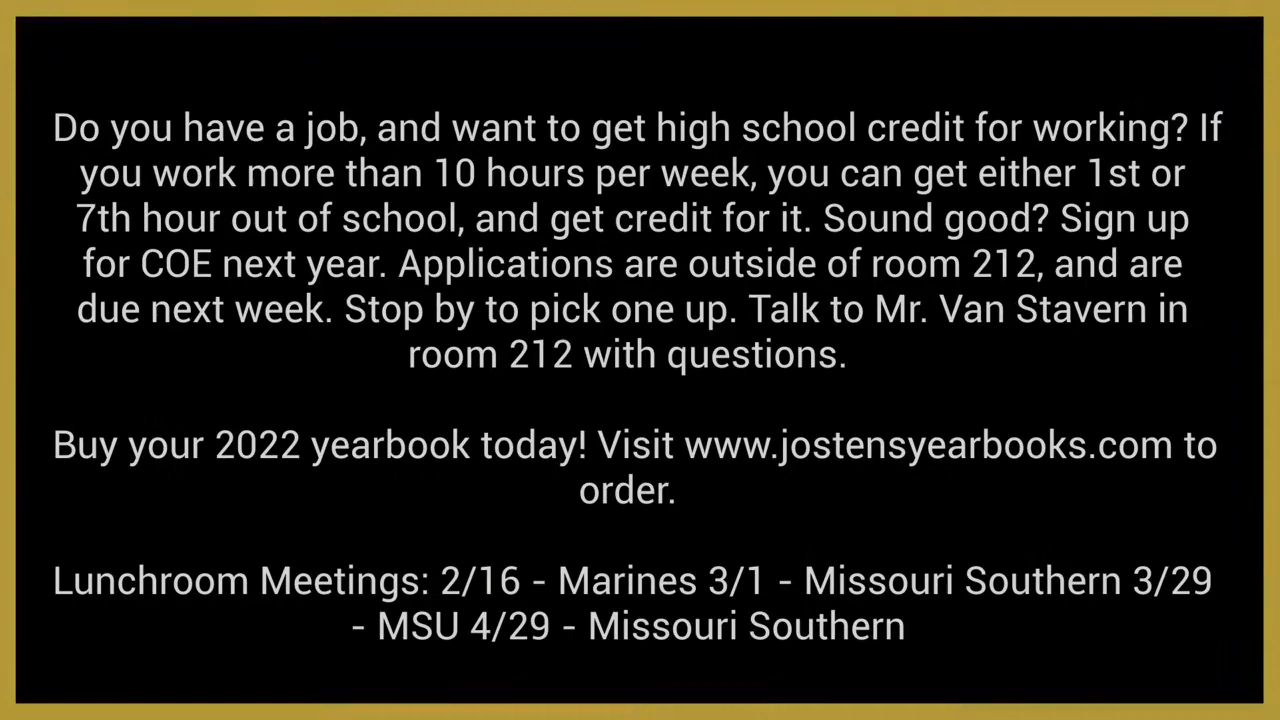 Do you have a job, and want to get high school credit for working? If
you work more than 10 hours per week, you can get either 1st or
7th hour out of school, and get credit for it. Sound good? Sign up
for COE next year. Applications are outside of room 212, and are
due next week. Stop by to pick one up. Talk to Mr. Van Stavern in
room 212 with questions.
Buy your 2022 yearbook today! Visit www.jostensyearbooks.com to
order.
Lunchroom Meetings: 2/16 - Marines 3/1 - Missouri Southern 3/29
- MSU 4/29 - Missouri Southern